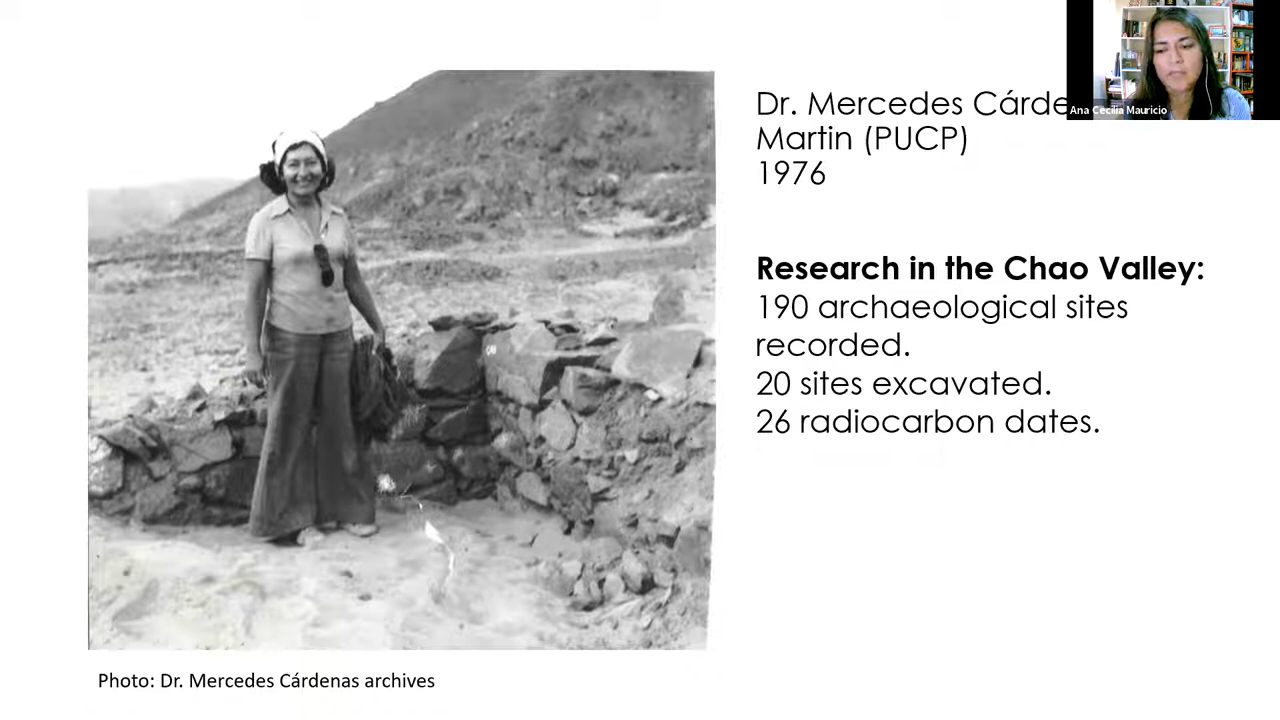 Dr. Mercedes Cárde
Ana Cecilia Mauricio
Martin (PUCP)
1976
Research in the Chao Valley:
190 archaeological sites
recorded.
20 sites excavated.
26 radiocarbon dates.
Photo: Dr. Mercedes Cárdenas archives